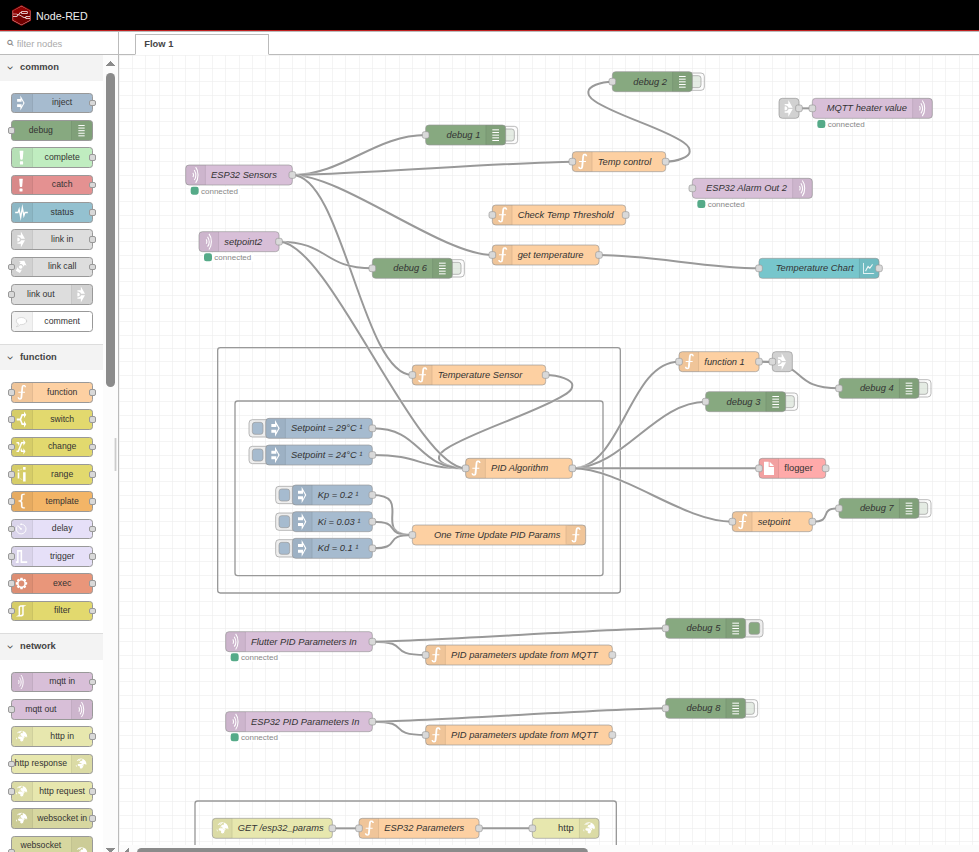 Node-RED
filter nodes
Flow 1
common
inject
debug
complete
catch
status
link in
link call
link out
comment
function
function
switch
change
range
template
delay
trigger
exec
filter
network
mqtt in
mqtt out
http in
http response
http request
websocket in
websocket
debug 2
MQTT heater value
connected
debug 1
Temp control
ESP32 Sensors
connected
ESP32 Alarm Out 2
connected
Check Temp Threshold
setpoint2
connected
get temperature
debug 6
Temperature Chart
Temperature Sensor
function 1
debug 4
debug 3
Setpoint = 29°C ¹
Setpoint = 24°C ¹
PID Algorithm
flogger
Kp = 0.2 ¹
Ki = 0.03 ¹
Kd = 0.1 ¹
One Time Update PID Params
setpoint
debug 7
Flutter PID Parameters In
connected
debug 5
PID parameters update from MQTT
ESP32 PID Parameters In
connected
debug 8
PID parameters update from MQTT
GET /esp32_params
ESP32 Parameters
http